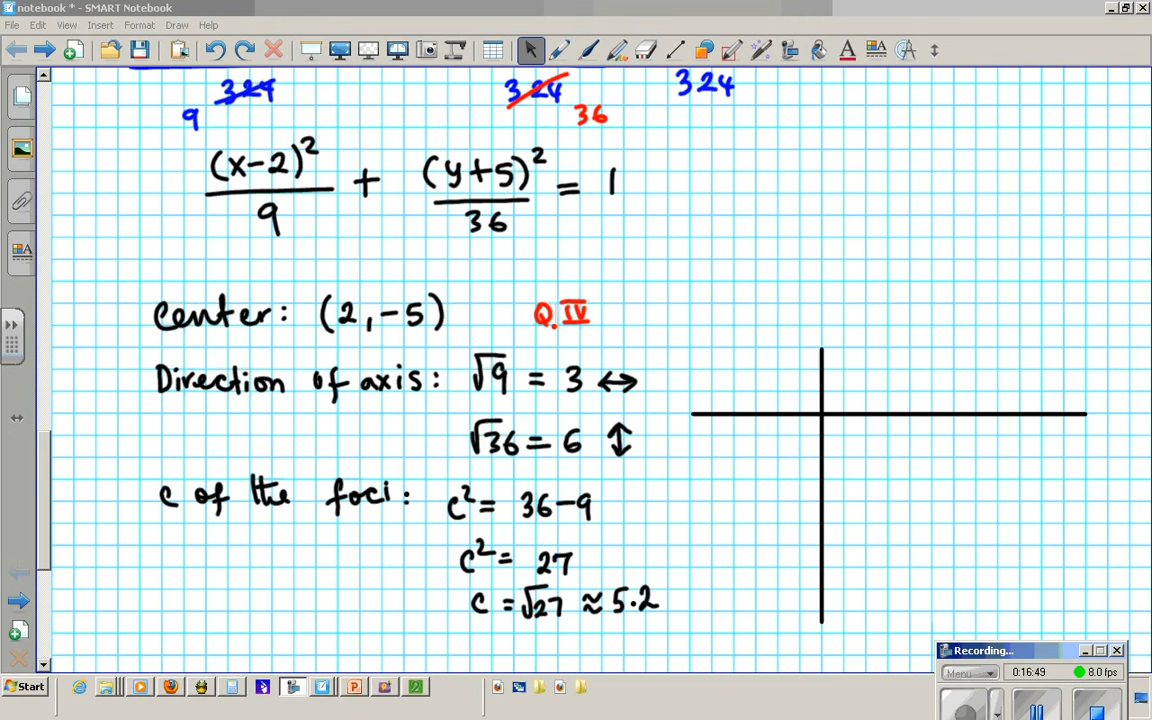 notebook * - SMART Notebook
File Edit View Insert Format Draw Help
324 324 324
9 36
(x-2)² + (y+5)² = 1
9 36
Center: (2,-5) Q.IV
Direction of axis: √9 = 3 ↔
√36 = 6 ↕
c of the foci: c² = 36-9
c² = 27
c = √27 ≈ 5.2
Recording...
Menu 0:16:49 8.0 fps
Start